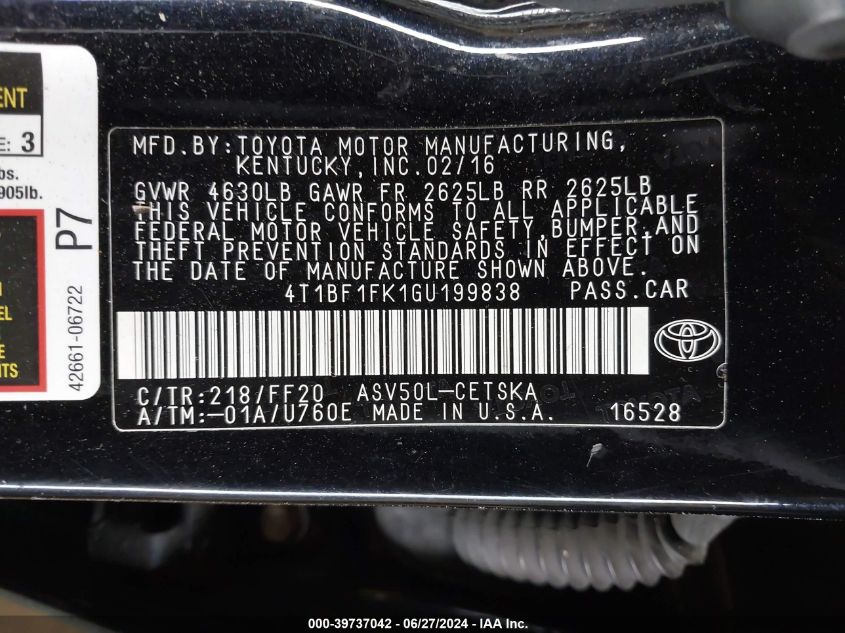 ENT
E: 3
bs.
905lb.
P7
42661-06722
EL
E
NTS
MFD.BY:TOYOTA MOTOR MANUFACTURING,
KENTUCKY,INC.02/16
GVWR 4630LB GAWR FR 2625LB RR 2625LB
THIS VEHICLE CONFORMS TO ALL APPLICABLE
FEDERAL MOTOR VEHICLE SAFETY,BUMPER,AND
THEFT PREVENTION STANDARDS IN EFFECT ON
THE DATE OF MANUFACTURE SHOWN ABOVE.
4T1BF1FK1GU199838 PASS.CAR
C/TR:218/FF20 ASV50L-CETSKA
A/TM:-01A/U760E MADE IN U.S.A. 16528
000-39737042 / 06/27/2024 - IAA Inc.